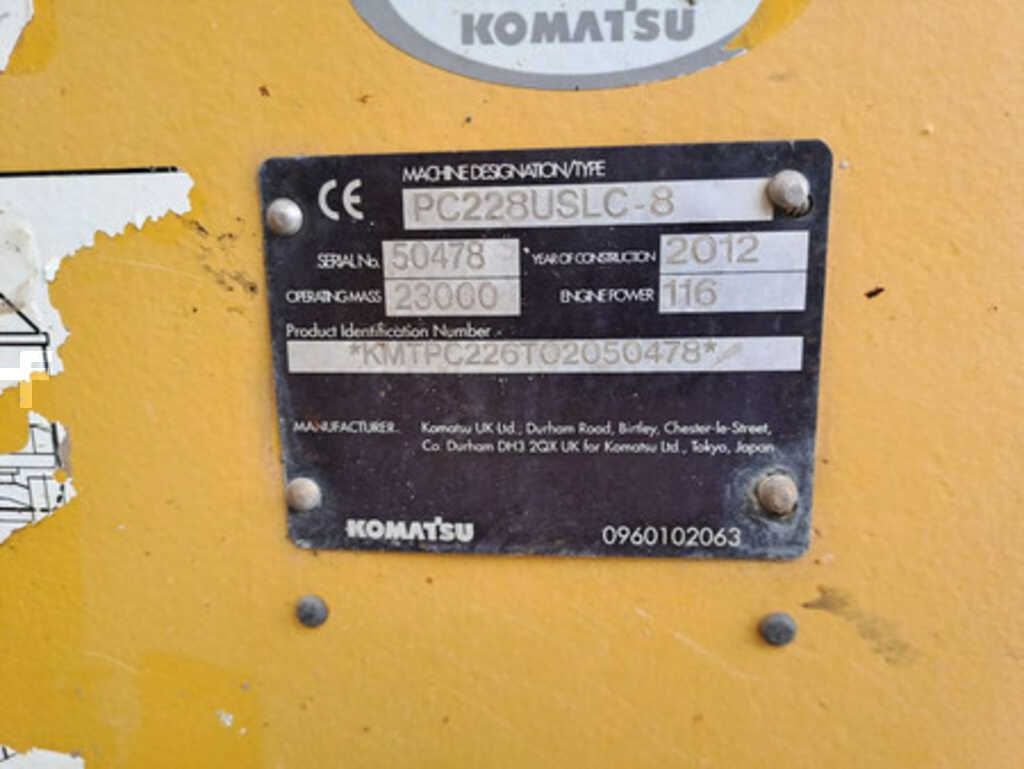 KOMATSU
CE
MACHINE DESIGNATION/TYPE
PC228USLC-8
SERIAL No. 50478 YEAR OF CONSTRUCTION 2012
OPERATING MASS 23000 ENGINE POWER 116
Product Identification Number
*KMTPC226TO2050478*
MANUFACTURER. Komatsu UK Ltd., Durham Road, Birtley, Chester-le-Street,
Co. Durham DH3 2QX UK for Komatsu Ltd., Tokyo, Japan
KOMATSU 0960102063